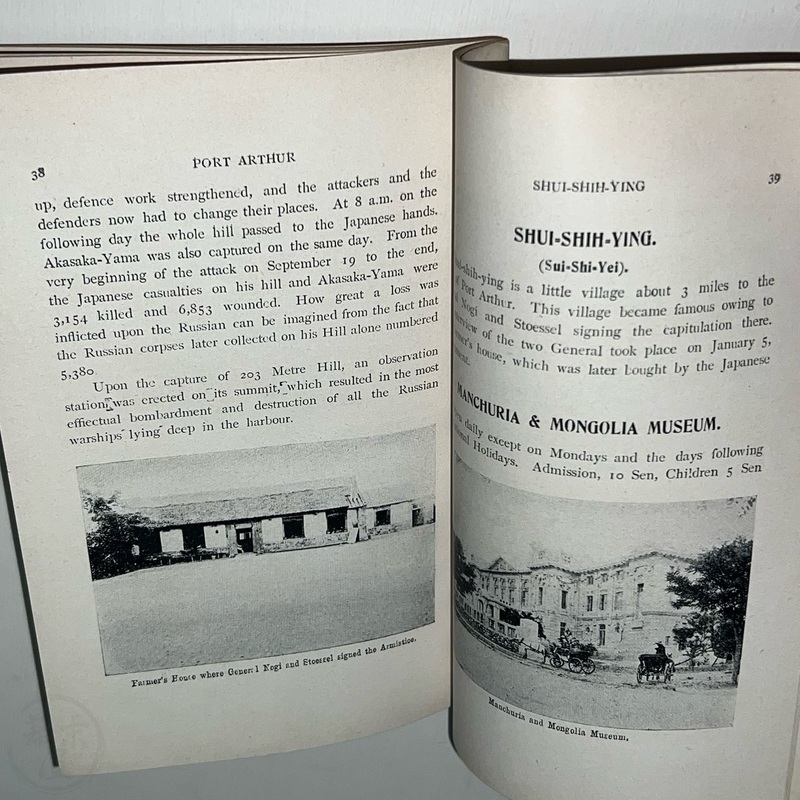 38
PORT ARTHUR
up, defence work strengthened, and the attackers and the
defenders now had to change their places. At 8 a.m. on the
following day the whole hill passed to the Japanese hands.
Akasaka-Yama was also captured on the same day. From the
very beginning of the attack on September 19 to the end,
the Japanese casualties on his hill and Akasaka-Yama were
3,154 killed and 6,853 wounded. How great a loss was
inflicted upon the Russian can be imagined from the fact that
the Russian corpses later collected on his Hill alone numbered
5,380.
Upon the capture of 203 Metre Hill, an observation
station was erected on its summit, which resulted in the most
effectual bombardment and destruction of all the Russian
warships lying deep in the harbour.
Farmer's House where General Nogi and Stoessel signed the Armistice.
SHUI-SHIH-YING
39
SHUI-SHIH-YING.
(Sui-Shi-Yei).
-shih-ying is a little village about 3 miles to the
Port Arthur. This village became famous owing to
Nogi and Stoessel signing the capitulation there.
of the two General took place on January 5,
house, which was later bought by the Japanese
MANCHURIA & MONGOLIA MUSEUM.
daily except on Mondays and the days following
Holidays. Admission, 10 Sen, Children 5 Sen
Manchuria and Mongolia Museum.